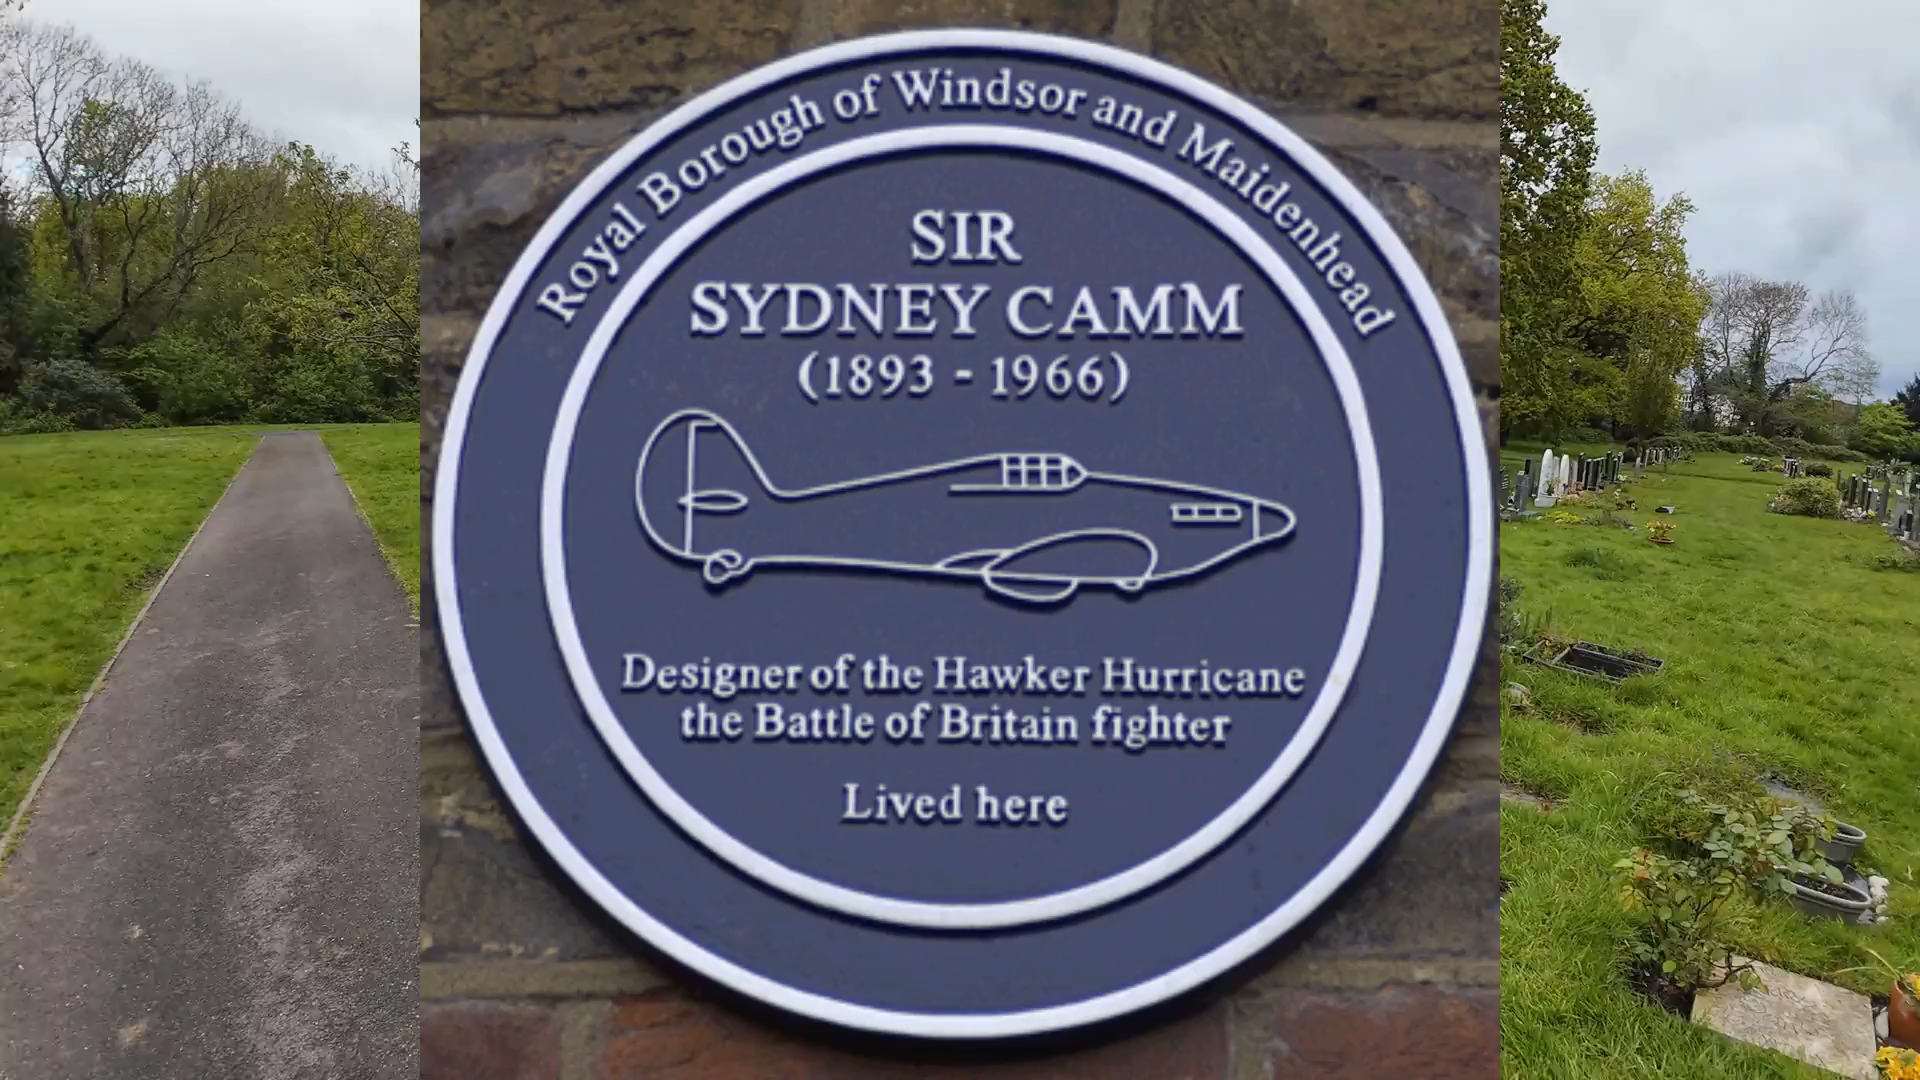 Royal Borough of Windsor and Maidenhead
SIR
SYDNEY CAMM
(1893 - 1966)
Designer of the Hawker Hurricane
the Battle of Britain fighter
Lived here